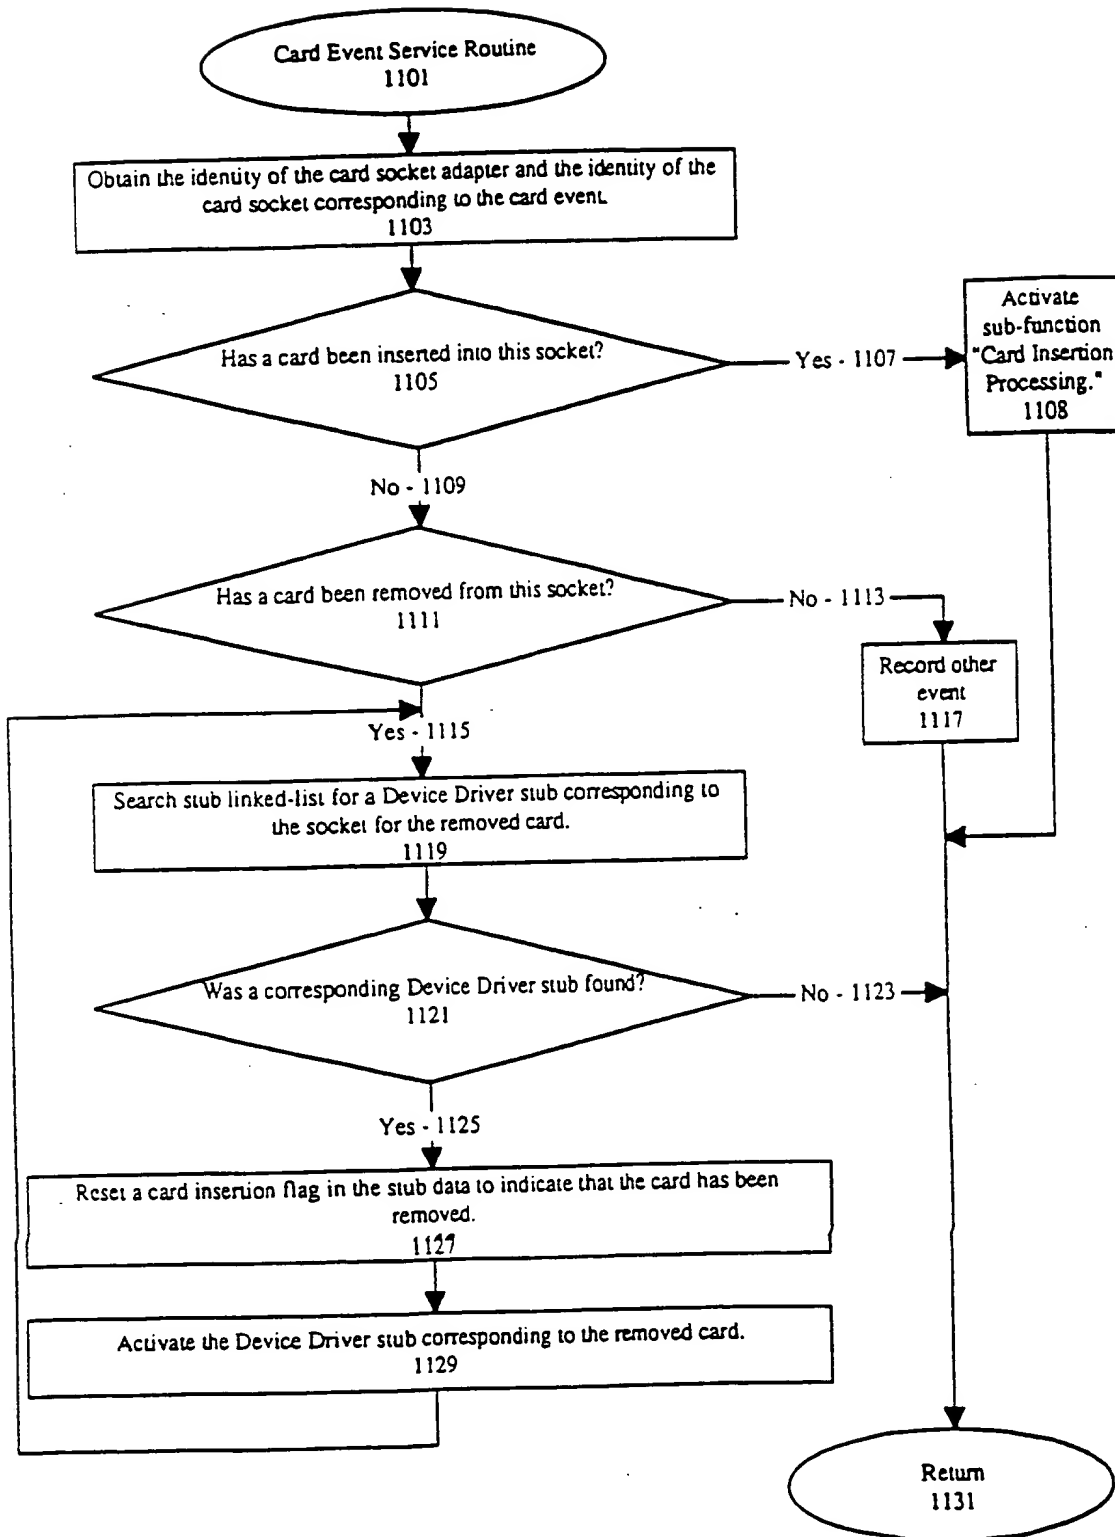 Card Event Service Routine
1101
Obtain the identity of the card socket adapter and the identity of the
card socket corresponding to the card event.
1103
Has a card been inserted into this socket?
1105
Yes - 1107
Activate
sub-function
"Card Insertion
Processing."
1108
No - 1109
Has a card been removed from this socket?
1111
No - 1113
Record other
event
1117
Yes - 1115
Search stub linked-list for a Device Driver stub corresponding to
the socket for the removed card.
1119
Was a corresponding Device Driver stub found?
1121
No - 1123
Yes - 1125
Reset a card insertion flag in the stub data to indicate that the card has been
removed.
1127
Activate the Device Driver stub corresponding to the removed card.
1129
Return
1131